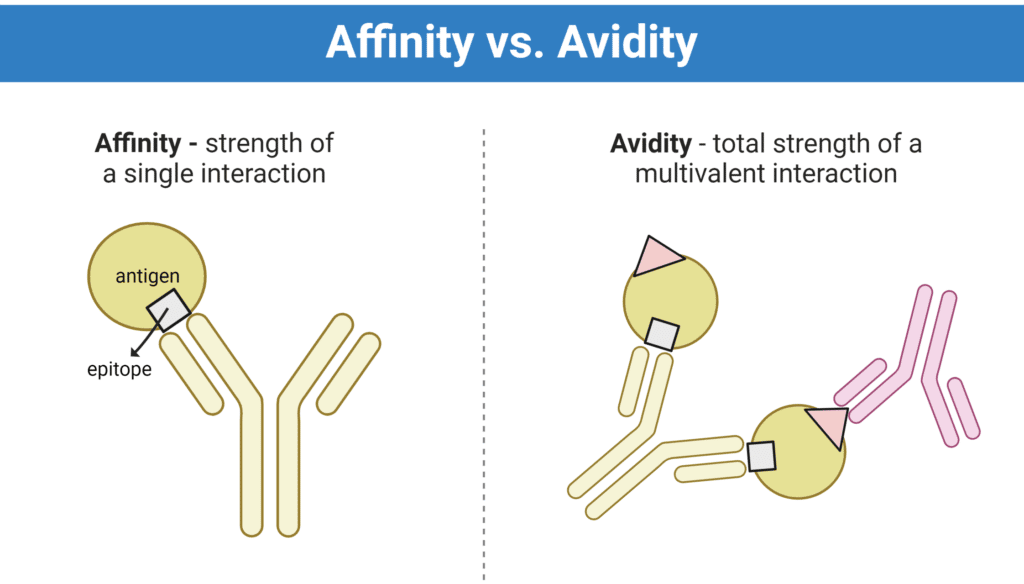 Affinity vs. Avidity
Affinity - strength of
a single interaction
antigen
epitope
Avidity - total strength of a
multivalent interaction